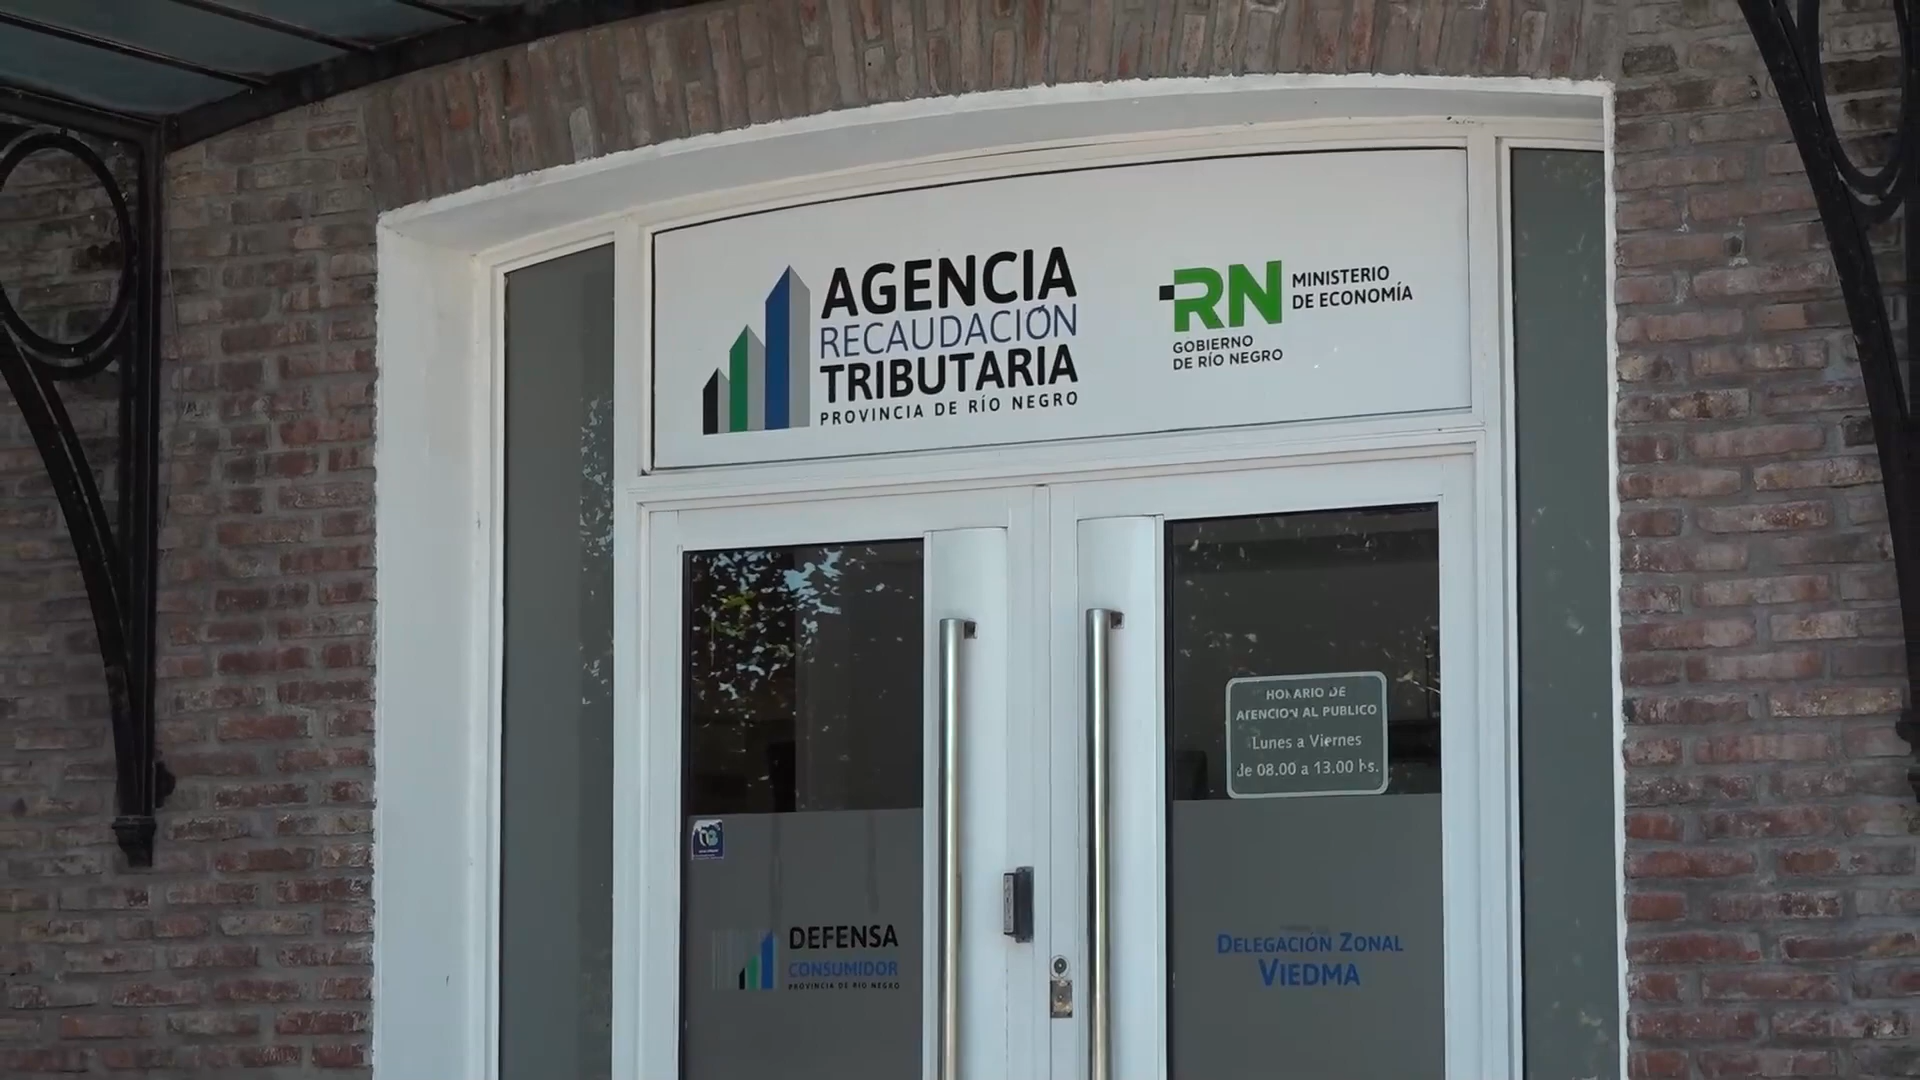 AGENCIA
RECAUDACIÓN
TRIBUTARIA
PROVINCIA DE RÍO NEGRO
RN
GOBIERNO
DE RÍO NEGRO
MINISTERIO
DE ECONOMÍA
HORARIO DE
ATENCION AL PUBLICO
Lunes a Viernes
de 08.00 a 13.00 hs.
DEFENSA
CONSUMIDOR
PROVINCIA DE RÍO NEGRO
DELEGACIÓN ZONAL
VIEDMA